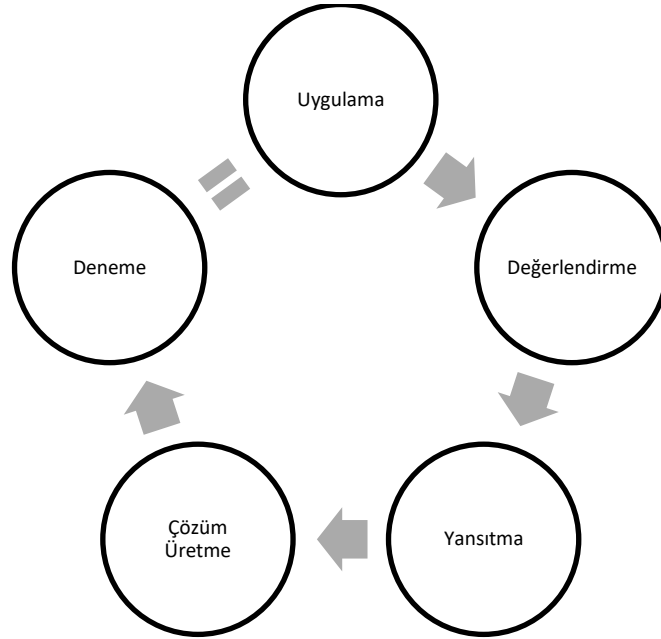 Uygulama
Değerlendirme
Yansıtma
Çözüm
Üretme
Deneme